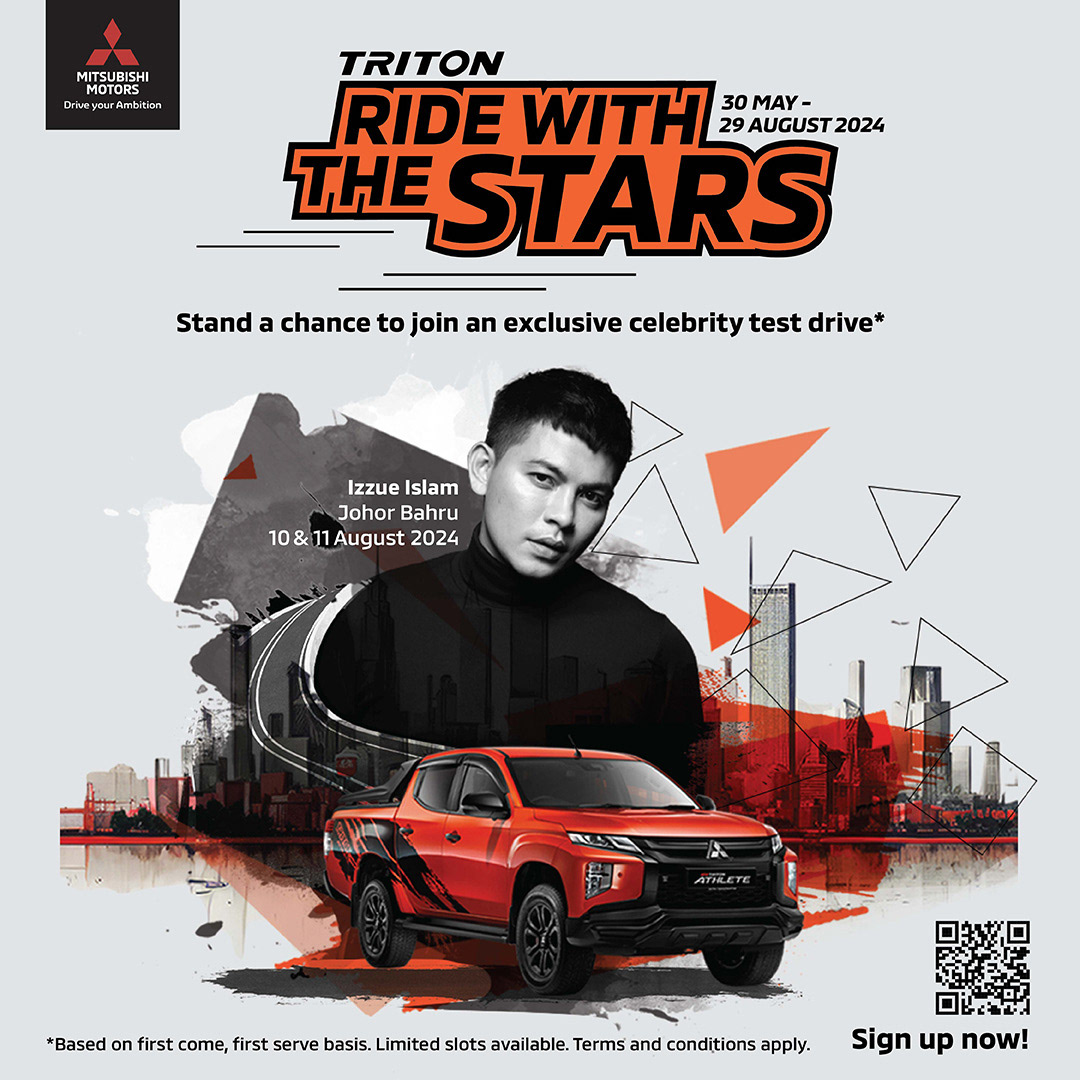 MITSUBISHI
MOTORS
Drive your Ambition
TRITON
RIDE WITH
THE STARS
30 MAY -
29 AUGUST 2024
Stand a chance to join an exclusive celebrity test drive*
Izzue Islam
Johor Bahru
10 & 11 August 2024
TRITON
ATHLETE
Sign up now!
*Based on first come, first serve basis. Limited slots available. Terms and conditions apply.